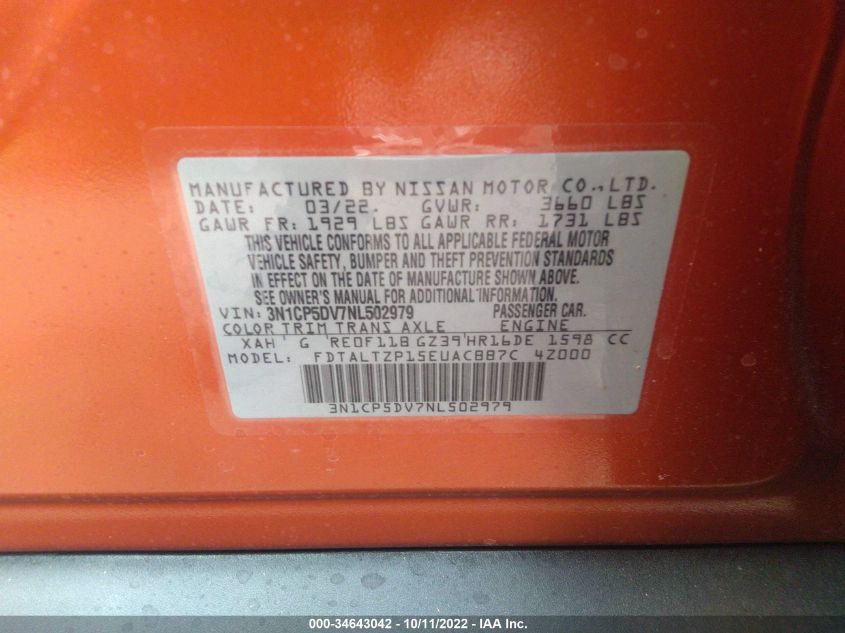 MANUFACTURED BY NISSAN MOTOR CO., LTD.
DATE: 03/22. GVWR: 3660 LBS
GAWR FR: 1929 LBS GAWR RR: 1731 LBS
THIS VEHICLE CONFORMS TO ALL APPLICABLE FEDERAL MOTOR
VEHICLE SAFETY, BUMPER AND THEFT PREVENTION STANDARDS
IN EFFECT ON THE DATE OF MANUFACTURE SHOWN ABOVE.
SEE OWNER'S MANUAL FOR ADDITIONAL INFORMATION.
VIN: 3N1CP5DV7NL502979 PASSENGER CAR.
COLOR TRIM TRANS AXLE ENGINE
XAH G RE0F11B GZ39 HR16DE 1598 CC
MODEL: FDTALTZP15EUACBB7C 4Z000
3N1CP5DV7NL502979
000-34643042 - 10/11/2022 - IAA Inc.